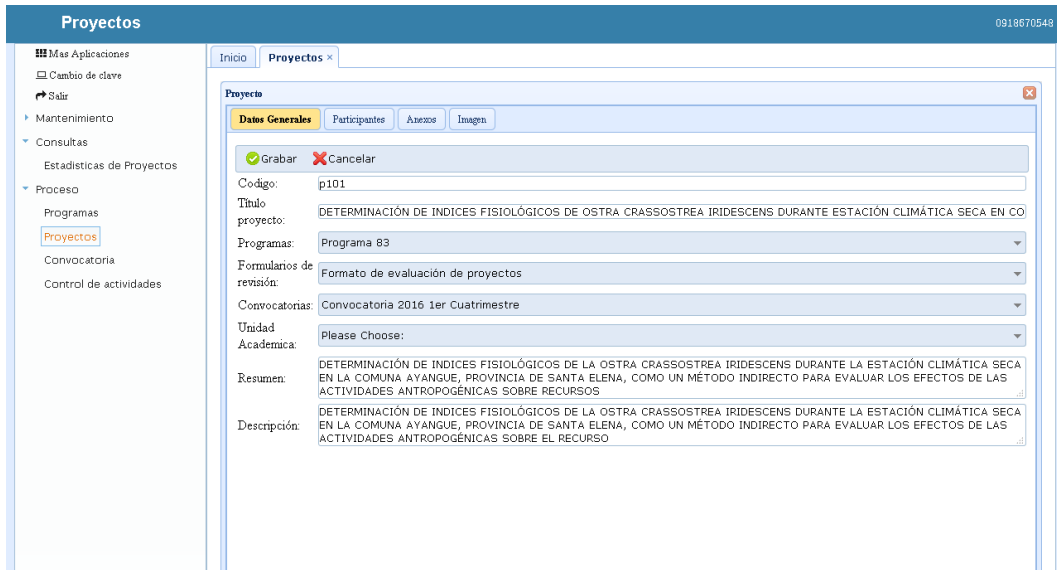 Proyectos
0918670548
Mas Aplicaciones
Cambio de clave
Salir
Mantenimiento
Consultas
Estadisticas de Proyectos
Proceso
Programas
Proyectos
Convocatoria
Control de actividades
Inicio
Proyectos ×
Proyecto
Datos Generales
Participantes
Anexos
Imagen
Grabar
Cancelar
Codigo:
p101
Título
proyecto:
DETERMINACIÓN DE INDICES FISIOLÓGICOS DE OSTRA CRASSOSTREA IRIDESCENS DURANTE ESTACIÓN CLIMÁTICA SECA EN CO
Programas:
Programa 83
Formularios de
revisión:
Formato de evaluación de proyectos
Convocatorias:
Convocatoria 2016 1er Cuatrimestre
Unidad
Academica:
Please Choose:
Resumen:
DETERMINACIÓN DE INDICES FISIOLÓGICOS DE LA OSTRA CRASSOSTREA IRIDESCENS DURANTE LA ESTACIÓN CLIMÁTICA SECA
EN LA COMUNA AYANGUE, PROVINCIA DE SANTA ELENA, COMO UN MÉTODO INDIRECTO PARA EVALUAR LOS EFECTOS DE LAS
ACTIVIDADES ANTROPOGÉNICAS SOBRE RECURSOS
Descripción:
DETERMINACIÓN DE INDICES FISIOLÓGICOS DE LA OSTRA CRASSOSTREA IRIDESCENS DURANTE LA ESTACIÓN CLIMÁTICA SECA
EN LA COMUNA AYANGUE, PROVINCIA DE SANTA ELENA, COMO UN MÉTODO INDIRECTO PARA EVALUAR LOS EFECTOS DE LAS
ACTIVIDADES ANTROPOGÉNICAS SOBRE EL RECURSO